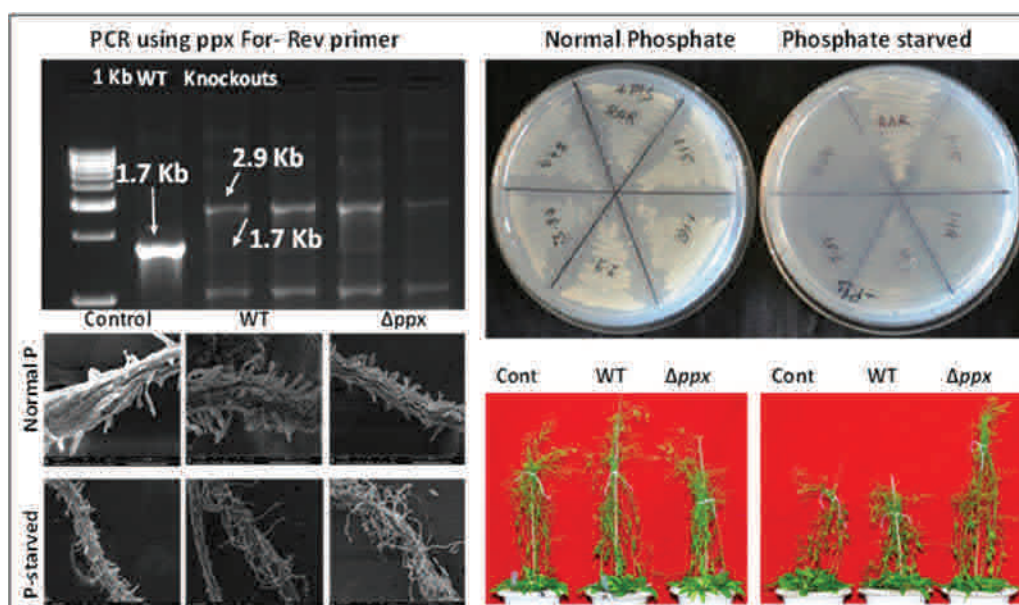 PCR using ppx For- Rev primer
1 Kb WT Knockouts
2.9 Kb
1.7 Kb
1.7 Kb
Control WT Δppx
Normal P.
P-starved
Normal Phosphate Phosphate starved
Cont WT Δppx Cont WT Δppx